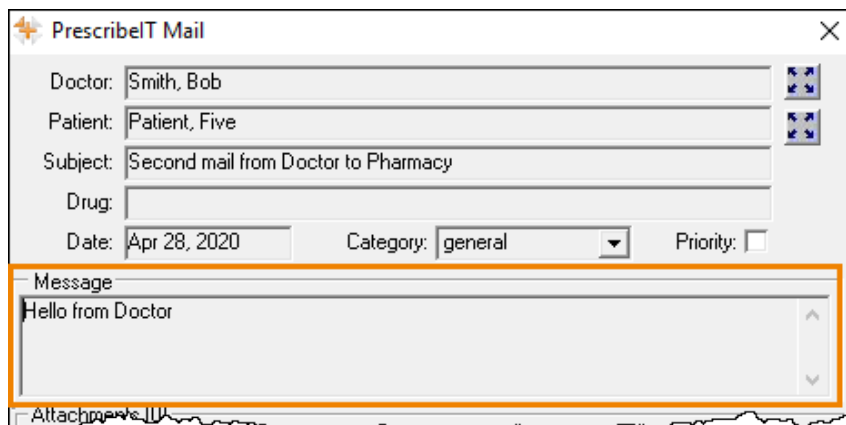 PrescribeIT Mail
Doctor: Smith, Bob
Patient: Patient, Five
Subject: Second mail from Doctor to Pharmacy
Drug:
Date: Apr 28, 2020 Category: general Priority:
Message
Hello from Doctor
Attachments